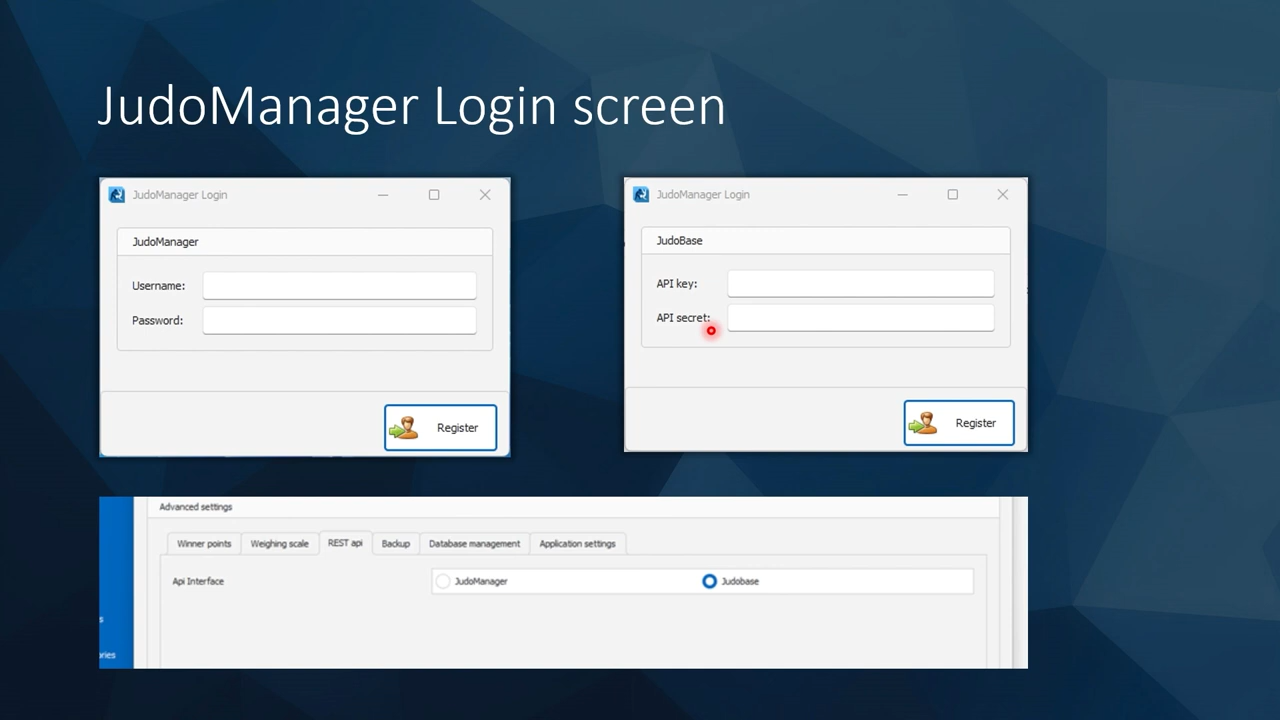 JudoManager Login screen
JudoManager Login
JudoManager
Username:
Password:
Register
JudoManager Login
JudoBase
API key:
API secret:
Register
Advanced settings
Winner points Weighing scale REST api Backup Database management Application settings
Api Interface JudoManager Judobase
s
ries